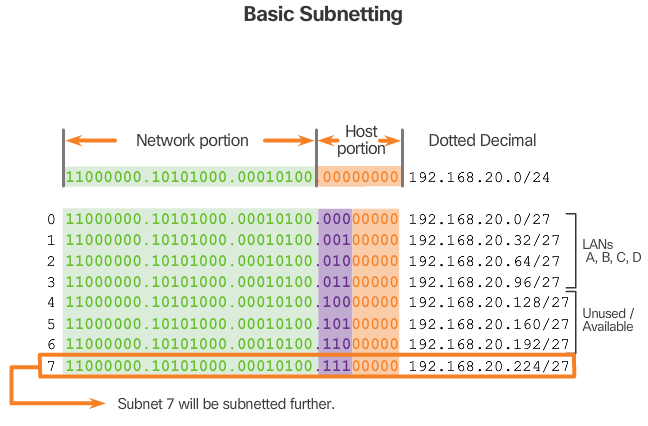 Basic Subnetting
Network portion
Host
portion
Dotted Decimal
11000000.10101000.00010100.00000000 192.168.20.0/24
0 11000000.10101000.00010100.00000000 192.168.20.0/27
1 11000000.10101000.00010100.00100000 192.168.20.32/27
2 11000000.10101000.00010100.01000000 192.168.20.64/27
3 11000000.10101000.00010100.01100000 192.168.20.96/27
LANs
A, B, C, D
4 11000000.10101000.00010100.10000000 192.168.20.128/27
5 11000000.10101000.00010100.10100000 192.168.20.160/27
6 11000000.10101000.00010100.11000000 192.168.20.192/27
Unused /
Available
7 11000000.10101000.00010100.11100000 192.168.20.224/27
Subnet 7 will be subnetted further.